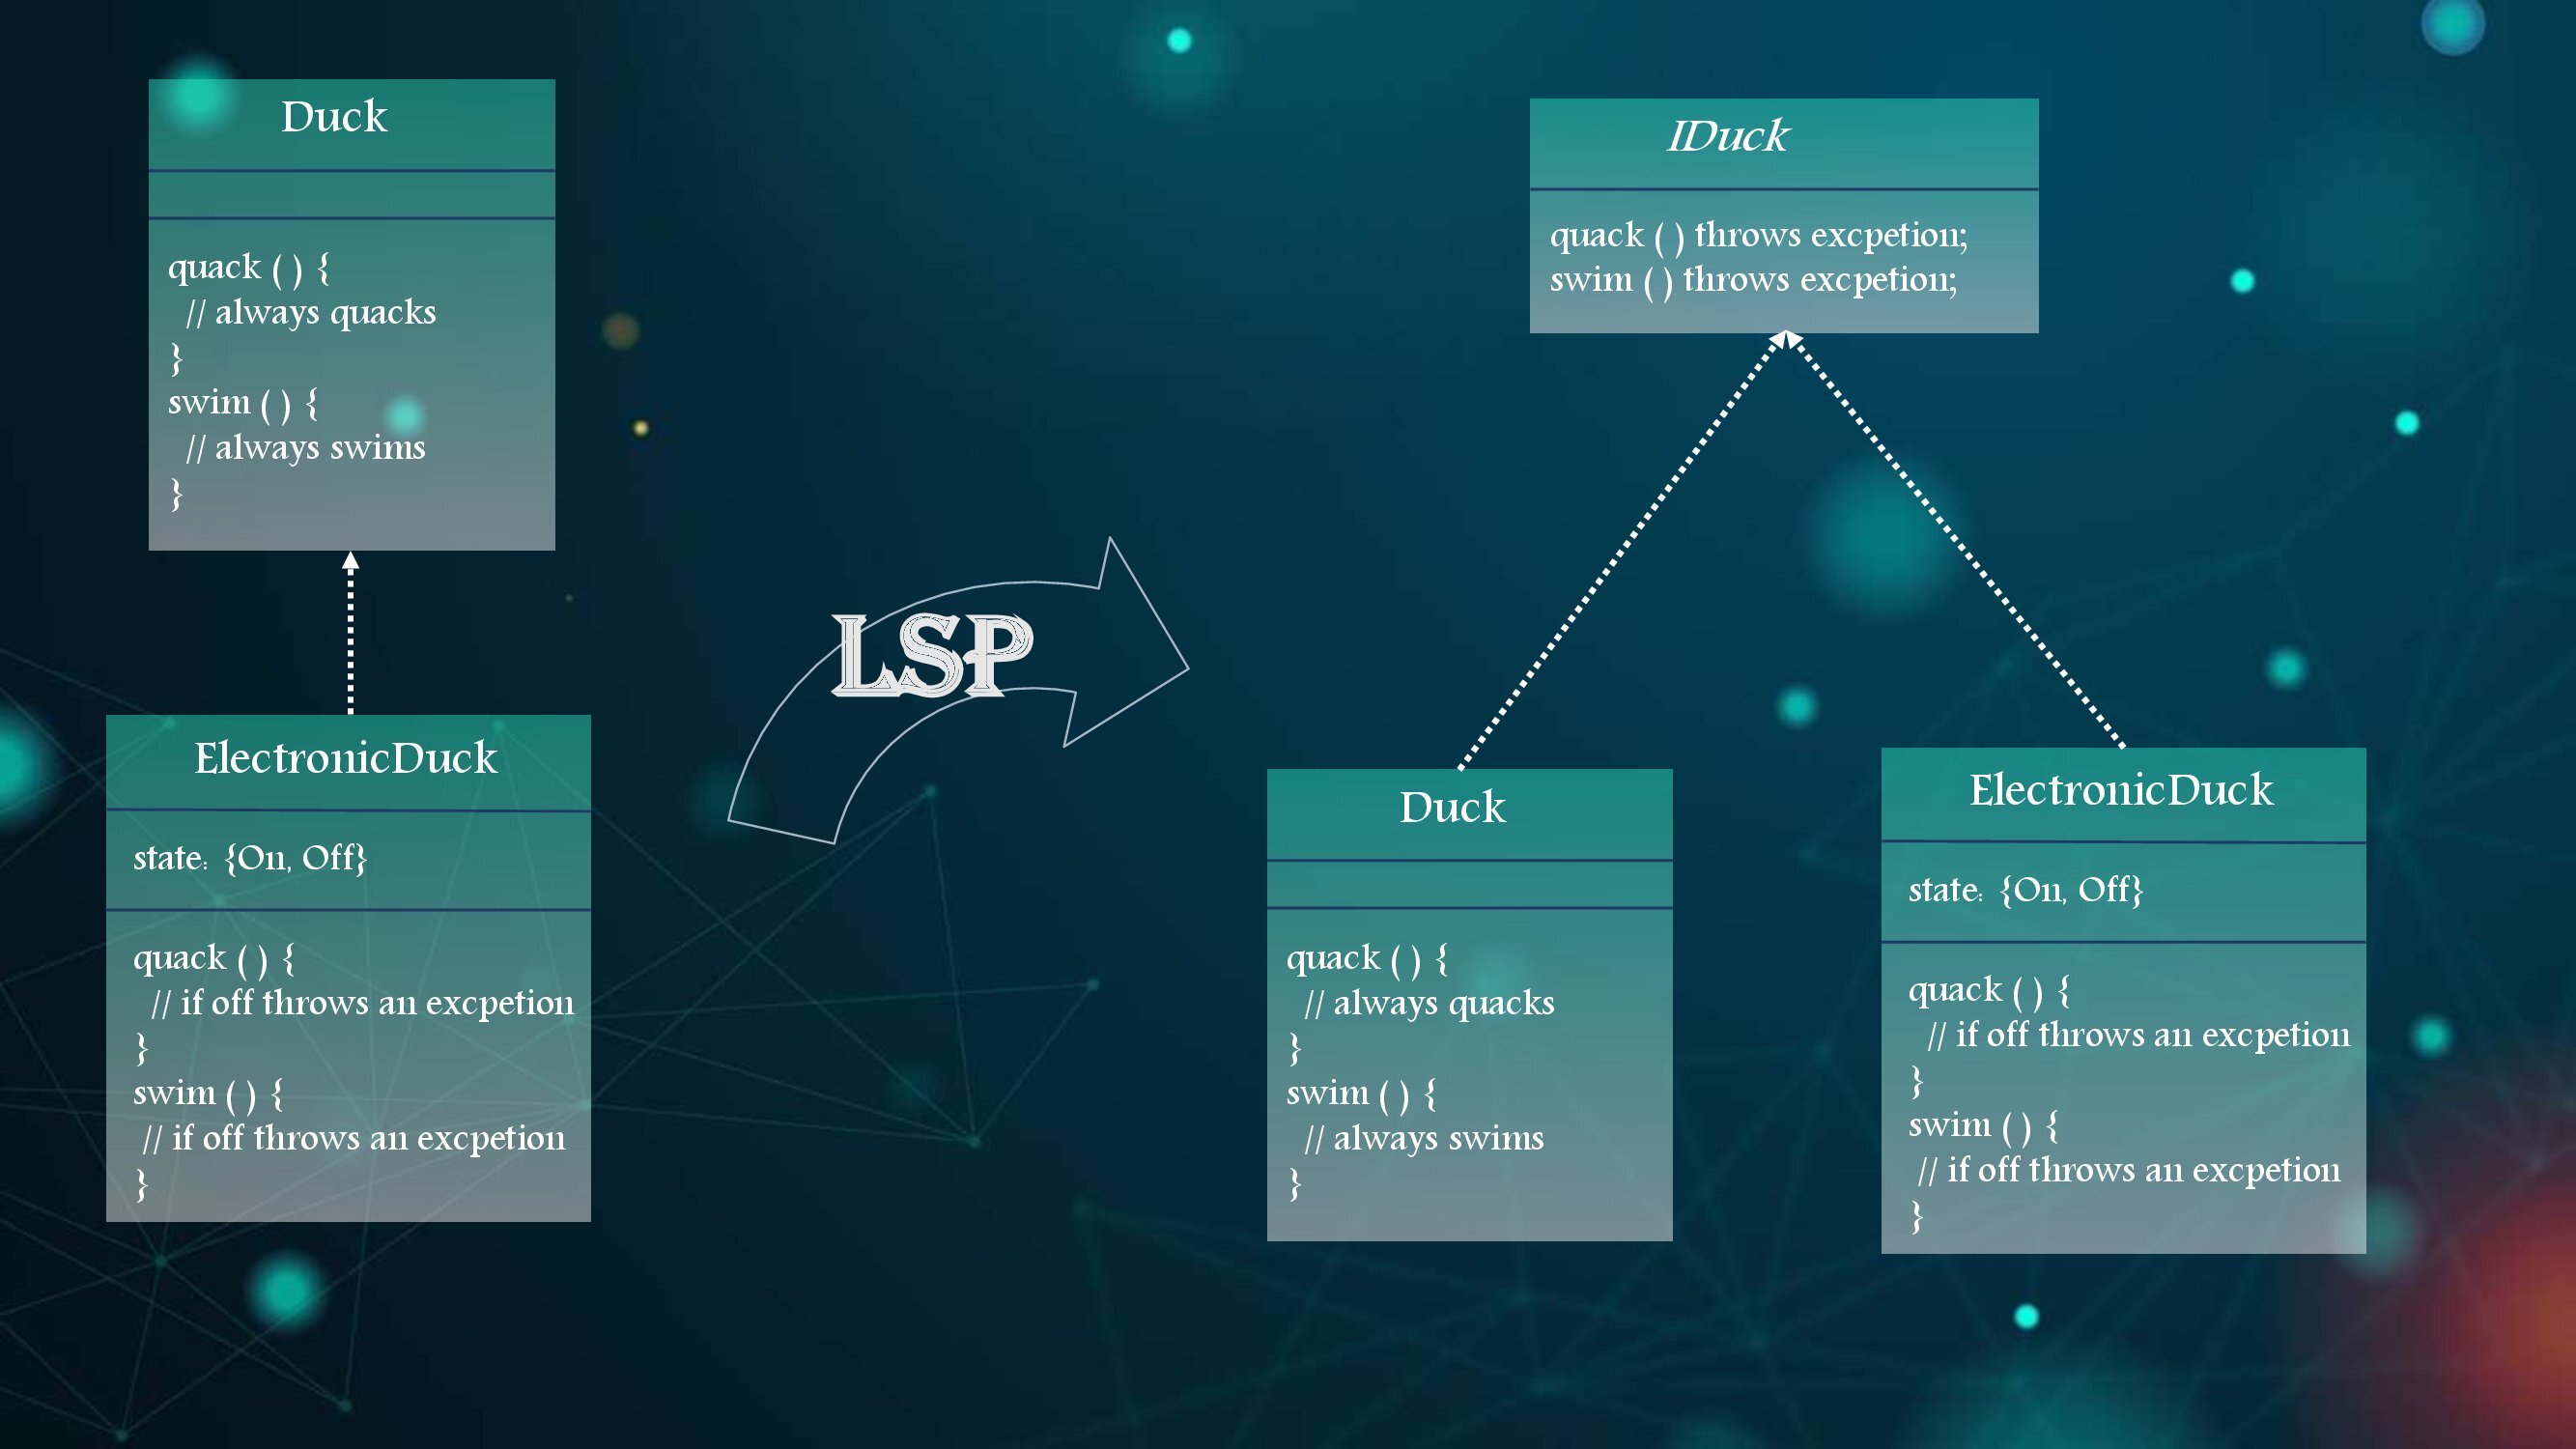 Duck
quack ( ) {
// always quacks
}
swim ( ) {
// always swims
}
ElectronicDuck
state: {On, Off}
quack ( ) {
// if off throws an excpetion
}
swim ( ) {
// if off throws an excpetion
}
LSP
IDuck
quack ( ) throws excpetion;
swim ( ) throws excpetion;
Duck
quack ( ) {
// always quacks
}
swim ( ) {
// always swims
}
ElectronicDuck
state: {On, Off}
quack ( ) {
// if off throws an excpetion
}
swim ( ) {
// if off throws an excpetion
}